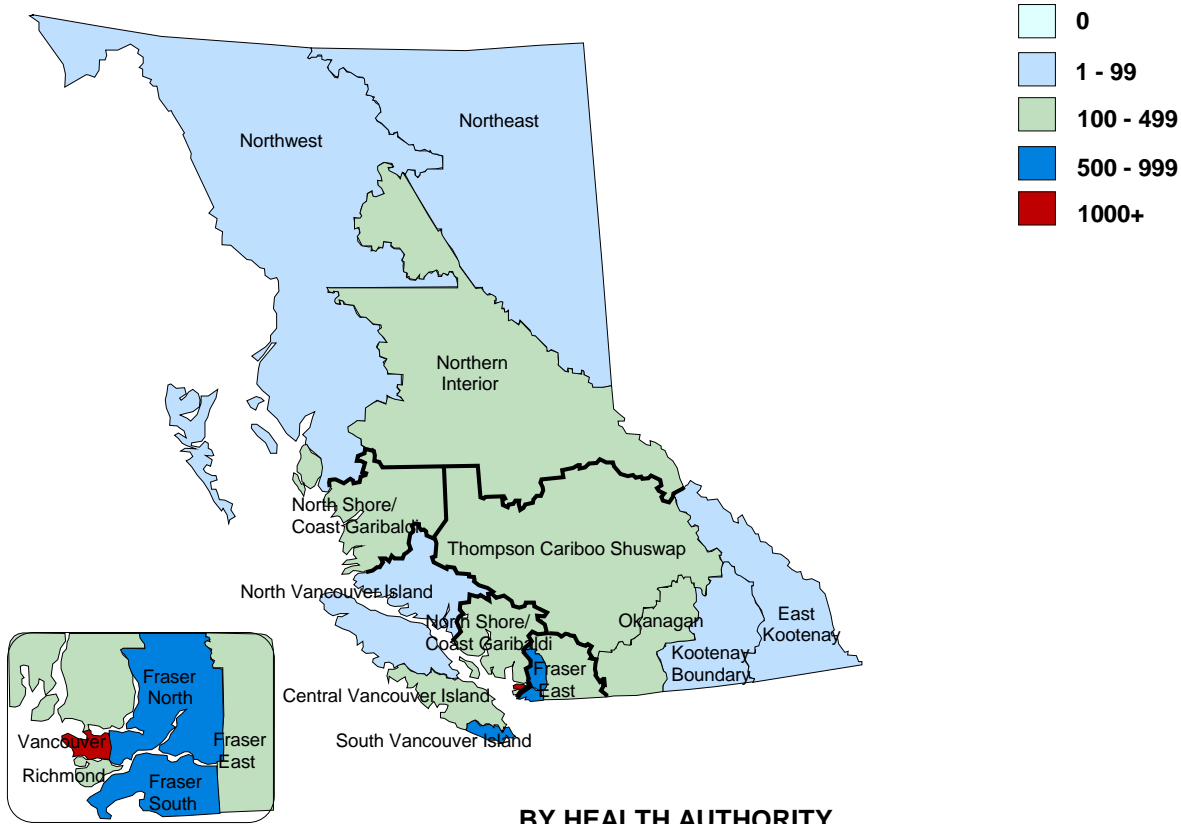 0
1 - 99
100 - 499
500 - 999
1000+
Northwest
Northeast
Northern
Interior
North Shore/
Coast Garibaldi
Thompson Cariboo Shuswap
North Vancouver Island
North Shore/
Coast Garibaldi
Okanagan
East
Kootenay
Kootenay
Boundary
Fraser
East
Central Vancouver Island
South Vancouver Island
Fraser
North
Vancouver
Fraser
East
Richmond
Fraser
South
BY HEALTH AUTHORITY